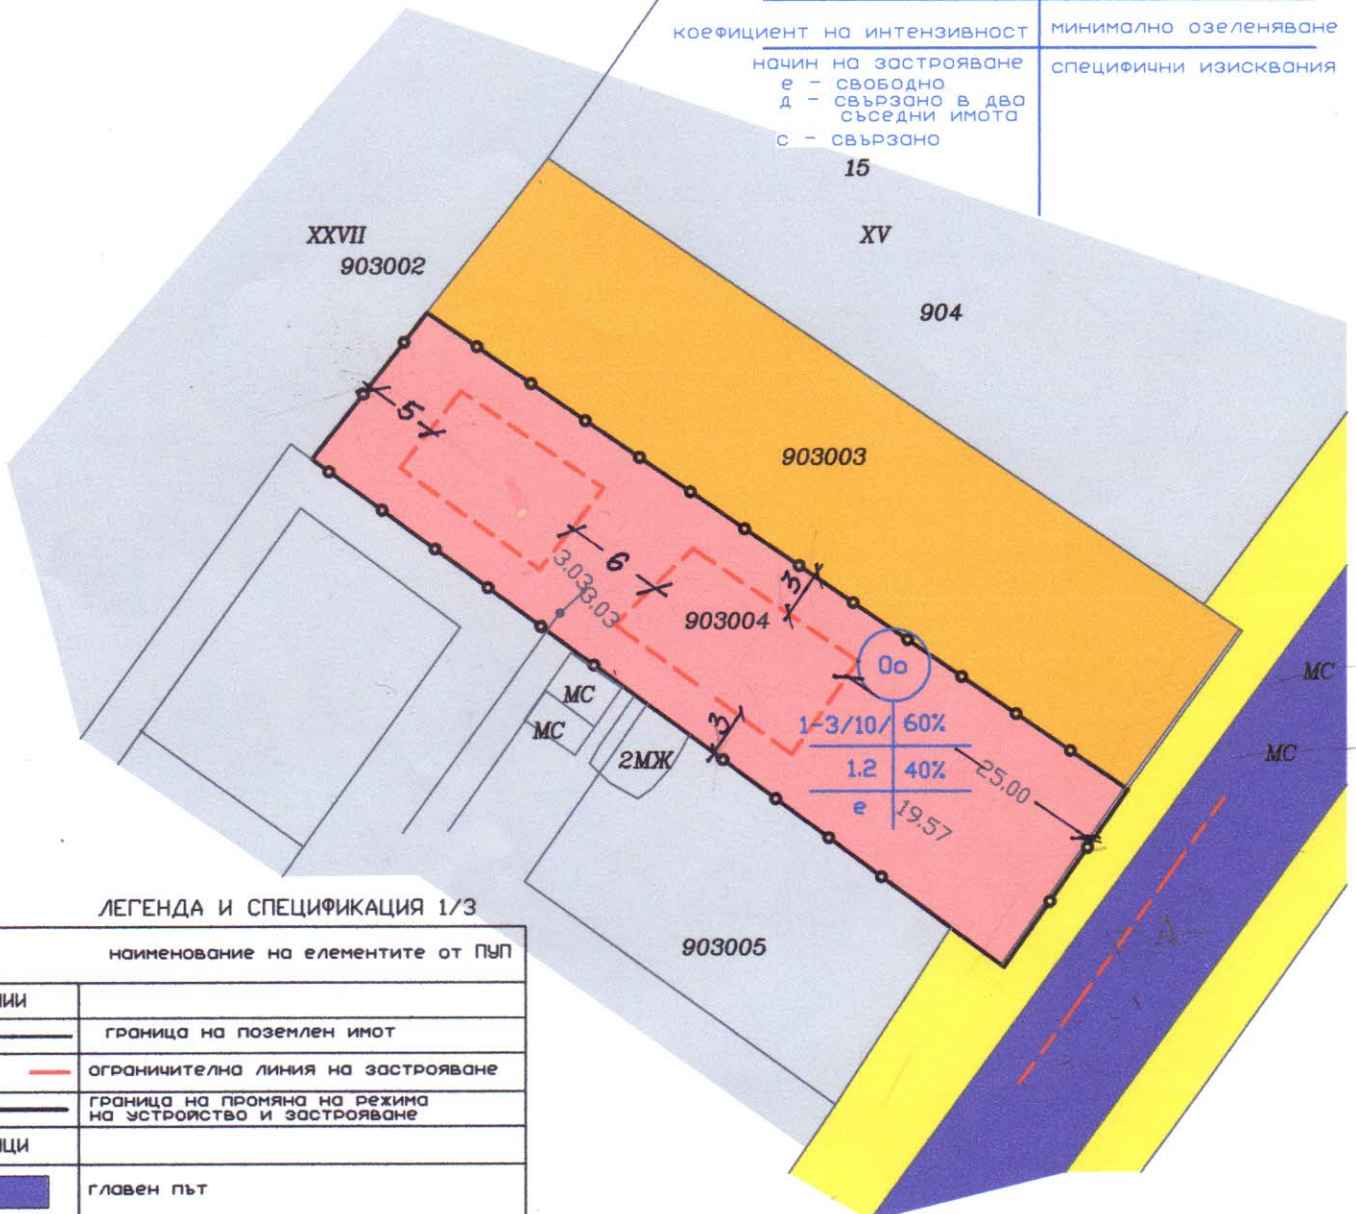 коефициент на интензивност
минимално озеленяване
начин на застрояване
специфични изисквания
е - свободно
д - свързано в два
съседни имота
с - свързано
15
XXVII
XV
903002
904
5
903003
3.03
6
3
3.03
903004
Оо
МС
МС
1-3/10/ 60%
МС
3
МС
2МЖ
1.2 40%
25.00
е
19.57
А
903005
ЛЕГЕНДА И СПЕЦИФИКАЦИЯ 1/3
наименование на елементите от ПУП
граница на поземлен имот
ограничителна линия на застрояване
граница на промяна на режима
на устройство и застрояване
главен път